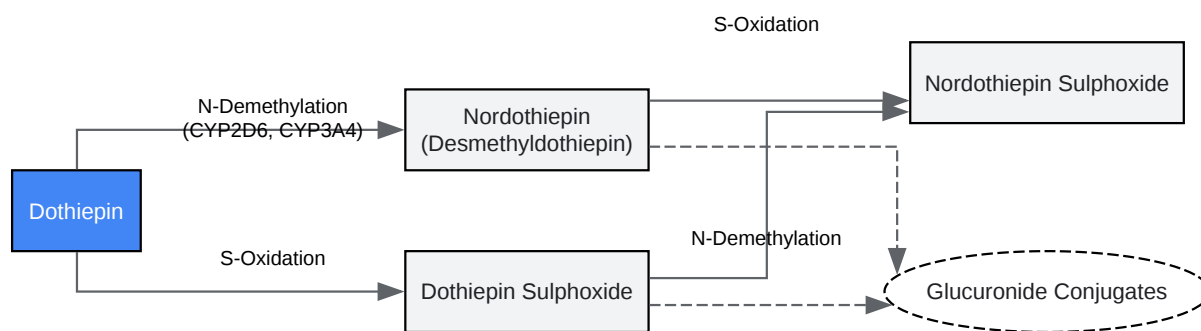 S-Oxidation
Nordothiepin Sulphoxide
N-Demethylation
(CYP2D6, CYP3A4)
Nordothiepin
(Desmethyldothiepin)
Dothiepin
N-Demethylation
S-Oxidation
Dothiepin Sulphoxide
Glucuronide Conjugates